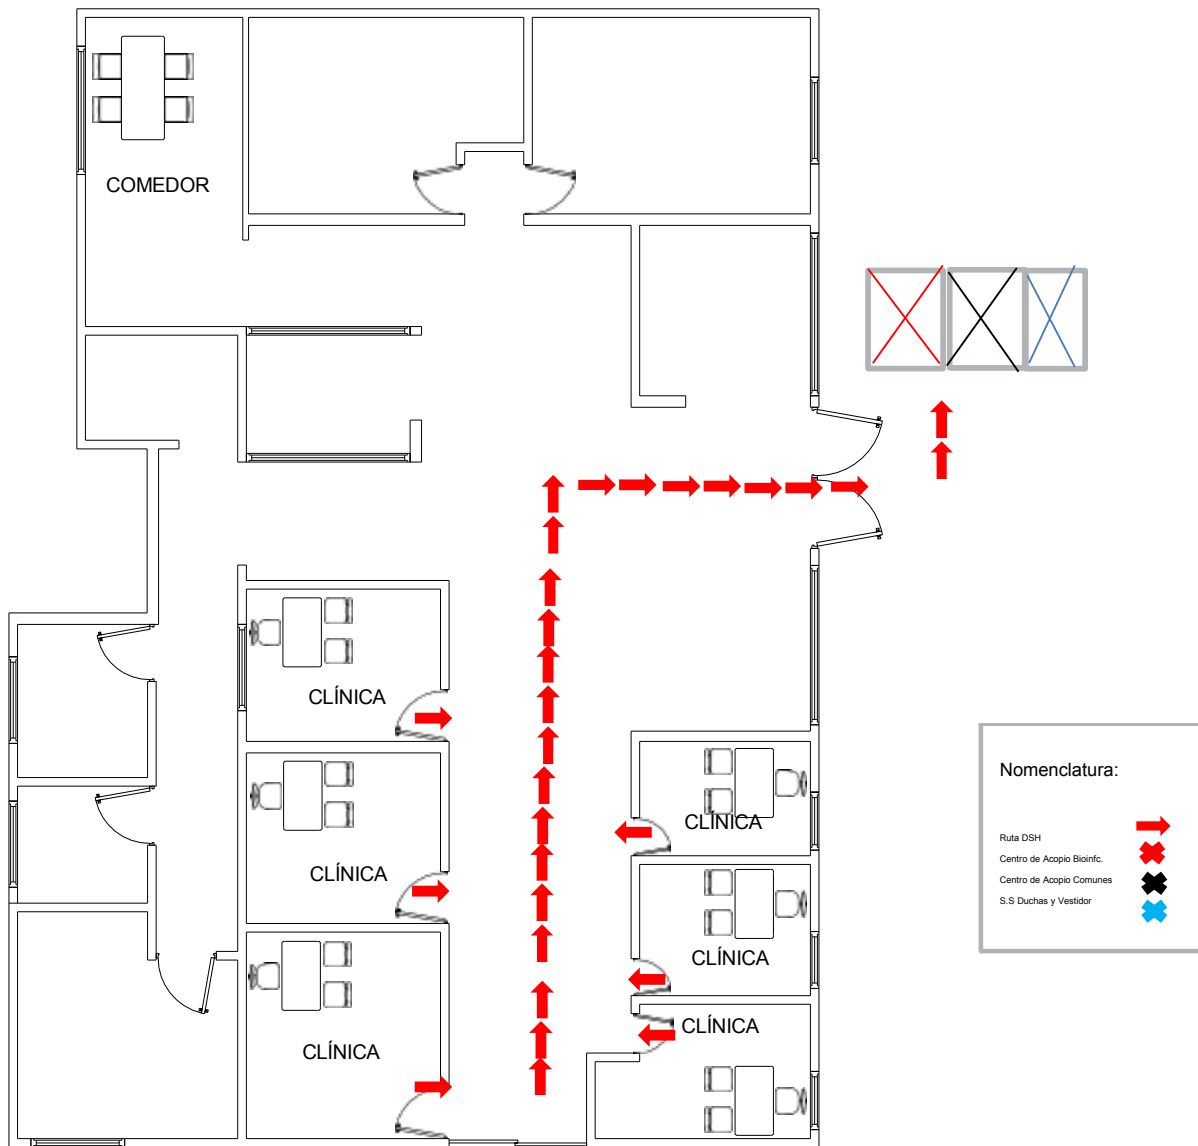 COMEDOR
CLÍNICA
CLÍNICA
CLÍNICA
CLÍNICA
CLÍNICA
CLÍNICA
Nomenclatura:
Ruta DSH
Centro de Acopio Bioinfc.
Centro de Acopio Comunes
S.S Duchas y Vestidor